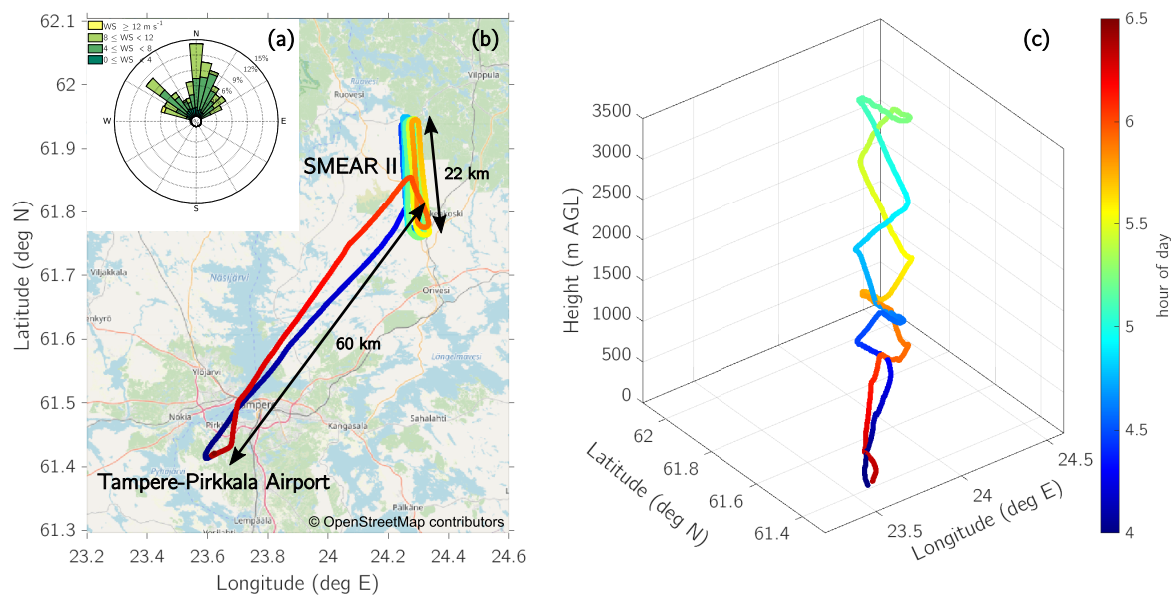 WS ≥ 12 m s⁻¹
8 ≤ WS < 12
4 ≤ WS < 8
0 ≤ WS < 4
(a)
N
15%
12%
9%
6%
W
E
S
(b)
Vilppula
Ruovesi
Ruovesi
SMEAR II
22 km
koski
Näsijärvi
Viljakkala
enkyrö
Orivesi
60 km
Längelmävesi
Ylöjärvi
Tampere
Nokia
Pirk
Kangasala
Sahalahti
Pyhäjärvi
Tampere-Pirkkala Airport
Pälkäne
Lempäälä
© OpenStreetMap contributors
62.1
62
61.9
61.8
61.7
61.6
61.5
61.4
61.3
Latitude (deg N)
23.2
23.4
23.6
23.8
24
24.2
24.4
24.6
Longitude (deg E)
(c)
3500
3000
2500
2000
1500
1000
500
0
Height (m AGL)
62
61.8
61.6
61.4
Latitude (deg N)
23.5
24
24.5
Longitude (deg E)
6.5
6
5.5
5
4.5
4
hour of day